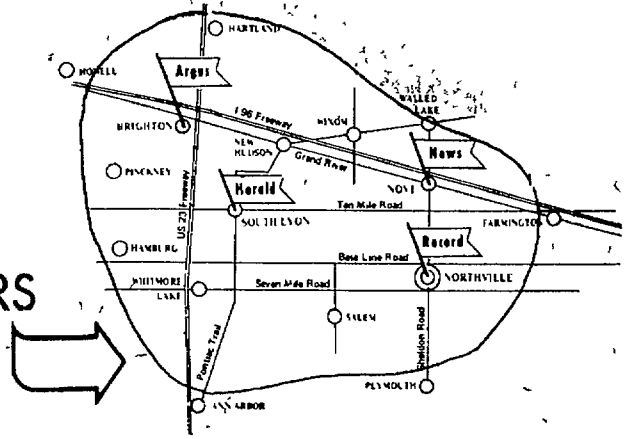 HARTLAND
HOWELL
Argus
I-96 Freeway
WALLED
LAKE
WIXOM
BRIGHTON
NEW
HUDSON
Grand River
News
PINCKNEY
NOVI
Herald
US 23 Freeway
Ten Mile Road
SOUTH LYON
FARMINGTON
Record
HAMBURG
Base Line Road
WHITMORE
LAKE
Seven Mile Road
NORTHVILLE
RS
SALEM
Pontiac Trail
Sheldon Road
PLYMOUTH
ANN ARBOR